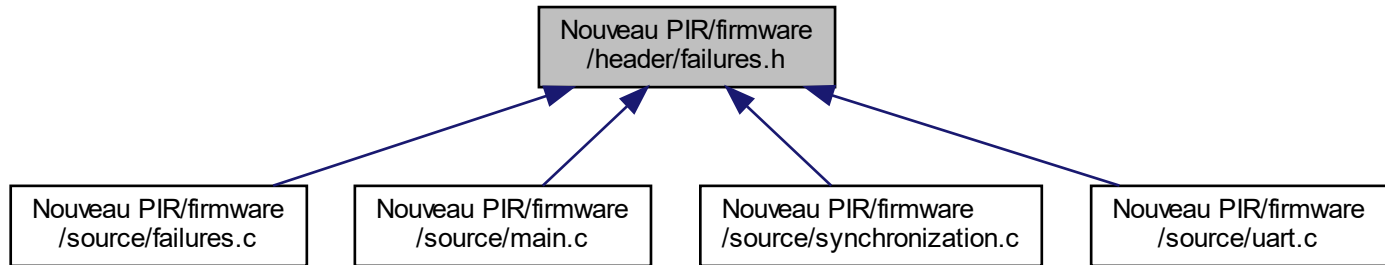 Nouveau PIR/firmware
/header/failures.h
Nouveau PIR/firmware
/source/failures.c
Nouveau PIR/firmware
/source/main.c
Nouveau PIR/firmware
/source/synchronization.c
Nouveau PIR/firmware
/source/uart.c